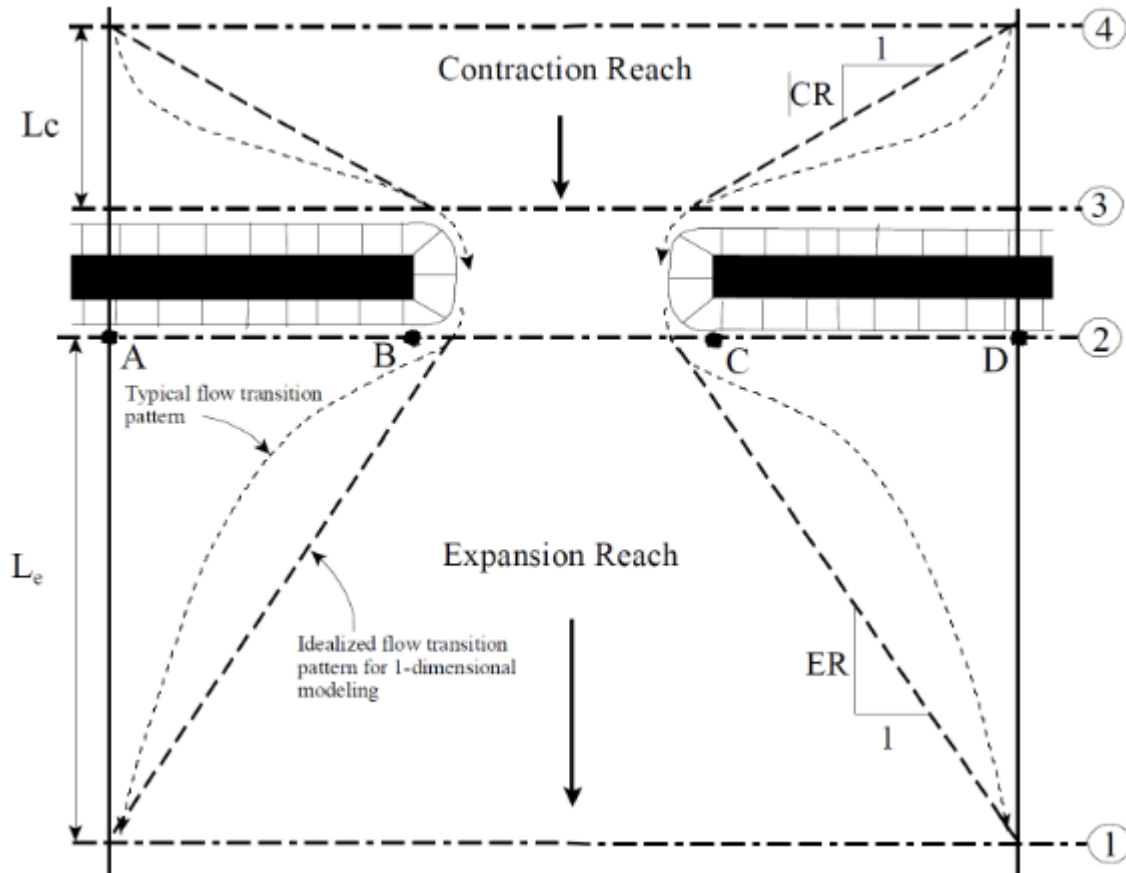 4
1
Contraction Reach
CR
Lc
3
2
A
B
C
D
Typical flow transition
pattern
Expansion Reach
Le
ER
Idealized flow transition
pattern for 1-dimensional
modeling
1
1